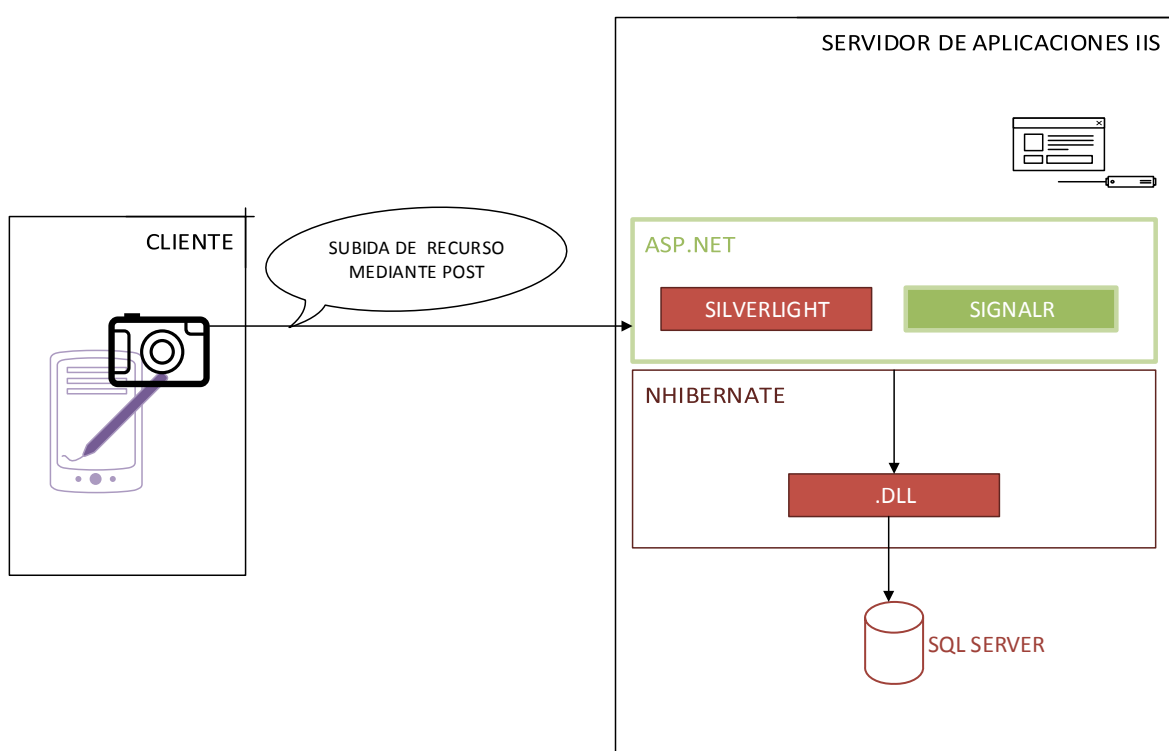 SERVIDOR DE APLICACIONES IIS
CLIENTE
SUBIDA DE RECURSO
MEDIANTE POST
ASP.NET
SILVERLIGHT
SIGNALR
NHIBERNATE
.DLL
SQL SERVER